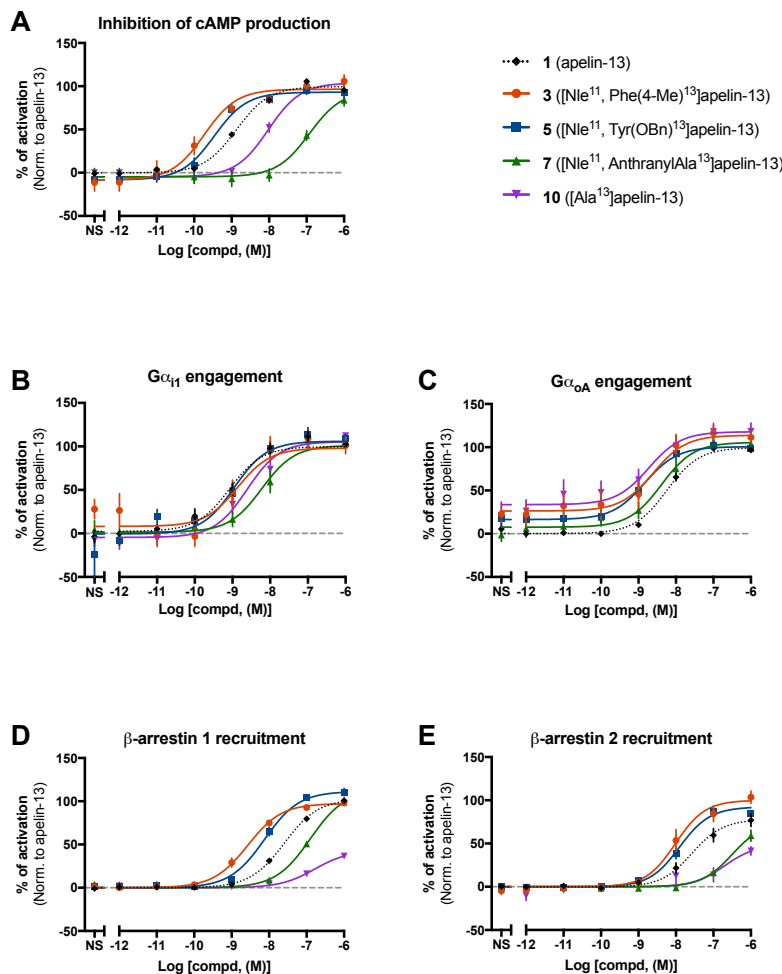 A
Inhibition of cAMP production
% of activation
(Norm. to apelin-13)
150
100
50
0
-50
NS -12 -11 -10 -9 -8 -7 -6
Log [compd, (M)]
1 (apelin-13)
3 ([Nle¹¹, Phe(4-Me)¹³]apelin-13)
5 ([Nle¹¹, Tyr(OBn)¹³]apelin-13)
7 ([Nle¹¹, AnthranylAla¹³]apelin-13)
10 ([Ala¹³]apelin-13)
B
Gαi1 engagement
% of activation
(Norm. to apelin-13)
150
100
50
0
-50
NS -12 -11 -10 -9 -8 -7 -6
Log [compd, (M)]
C
GαoA engagement
% of activation
(Norm. to apelin-13)
150
100
50
0
-50
NS -12 -11 -10 -9 -8 -7 -6
Log [compd, (M)]
D
β-arrestin 1 recruitment
% of activation
(Norm. to apelin-13)
150
100
50
0
-50
NS -12 -11 -10 -9 -8 -7 -6
Log [compd, (M)]
E
β-arrestin 2 recruitment
% of activation
(Norm. to apelin-13)
150
100
50
0
-50
NS -12 -11 -10 -9 -8 -7 -6
Log [compd, (M)]